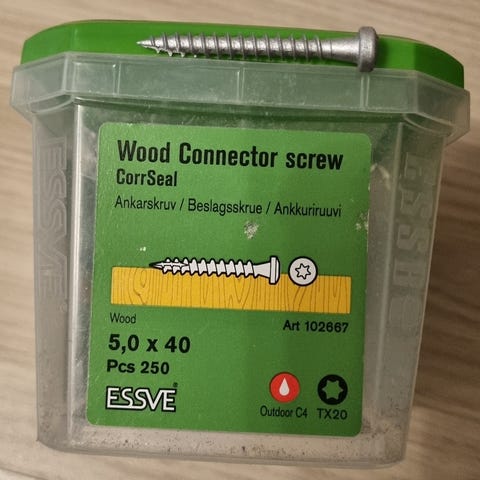 Wood Connector screw
CorrSeal
Ankarskruv / Beslagsskrue / Ankkuriruuvi
Wood
Art 102667
5,0 x 40
Pcs 250
ESSVE®
Outdoor C4 TX20
ESSVE
ESSVE